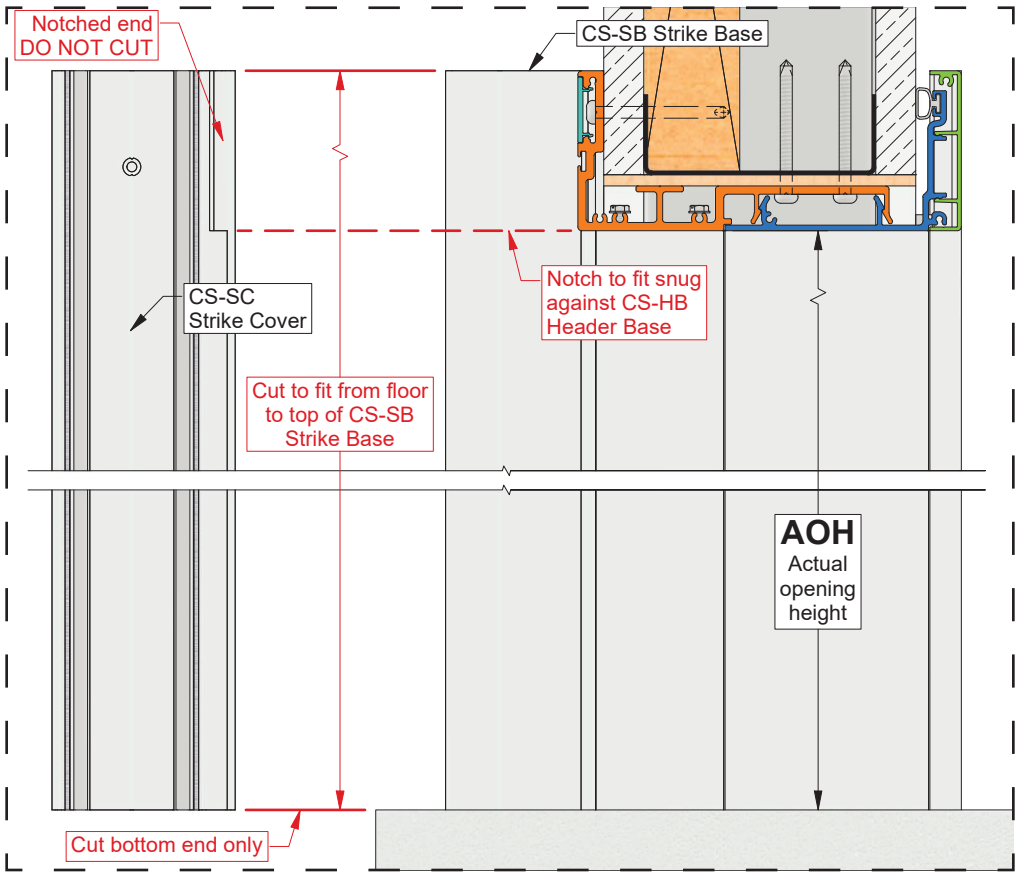 Notched end
DO NOT CUT
CS-SB Strike Base
CS-SC
Strike Cover
Notch to fit snug
against CS-HB
Header Base
Cut to fit from floor
to top of CS-SB
Strike Base
AOH
Actual
opening
height
Cut bottom end only